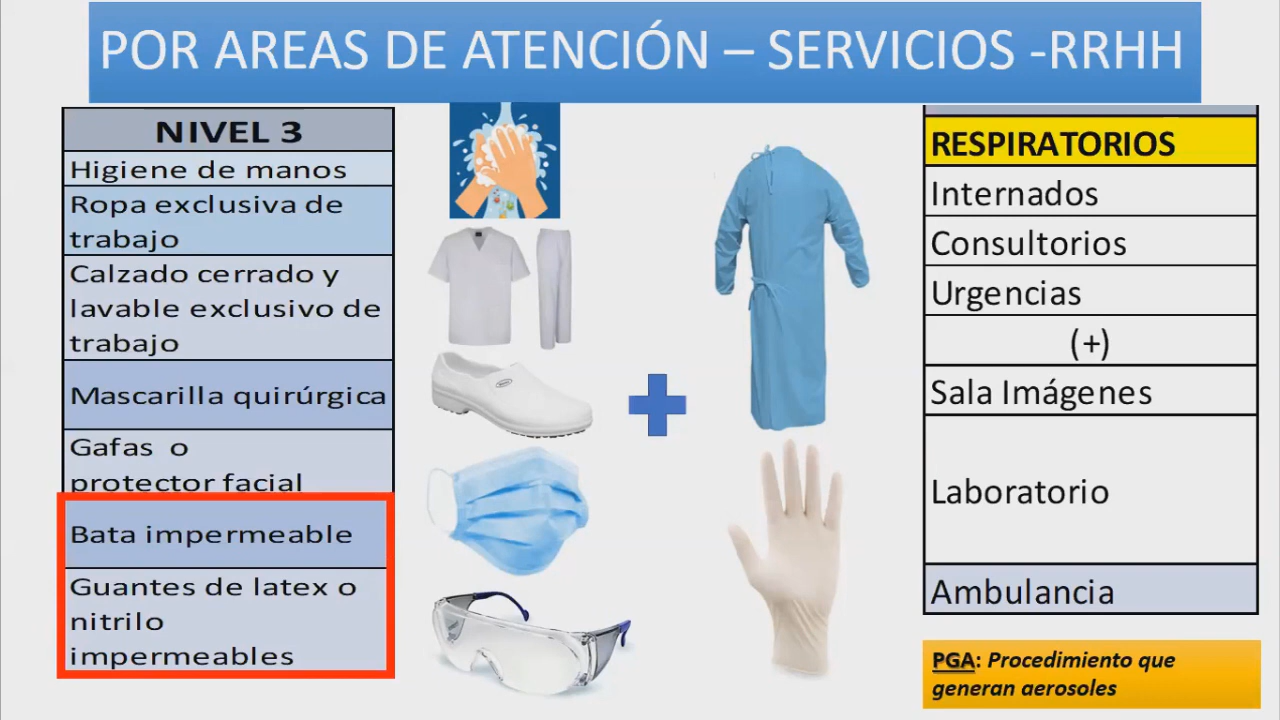 POR AREAS DE ATENCIÓN – SERVICIOS -RRHH
NIVEL 3
Higiene de manos
Ropa exclusiva de
trabajo
Calzado cerrado y
lavable exclusivo de
trabajo
Mascarilla quirúrgica
Gafas o
protector facial
Bata impermeable
Guantes de latex o
nitrilo
impermeables
RESPIRATORIOS
Internados
Consultorios
Urgencias
(+)
Sala Imágenes
Laboratorio
Ambulancia
PGA: Procedimiento que
generan aerosoles